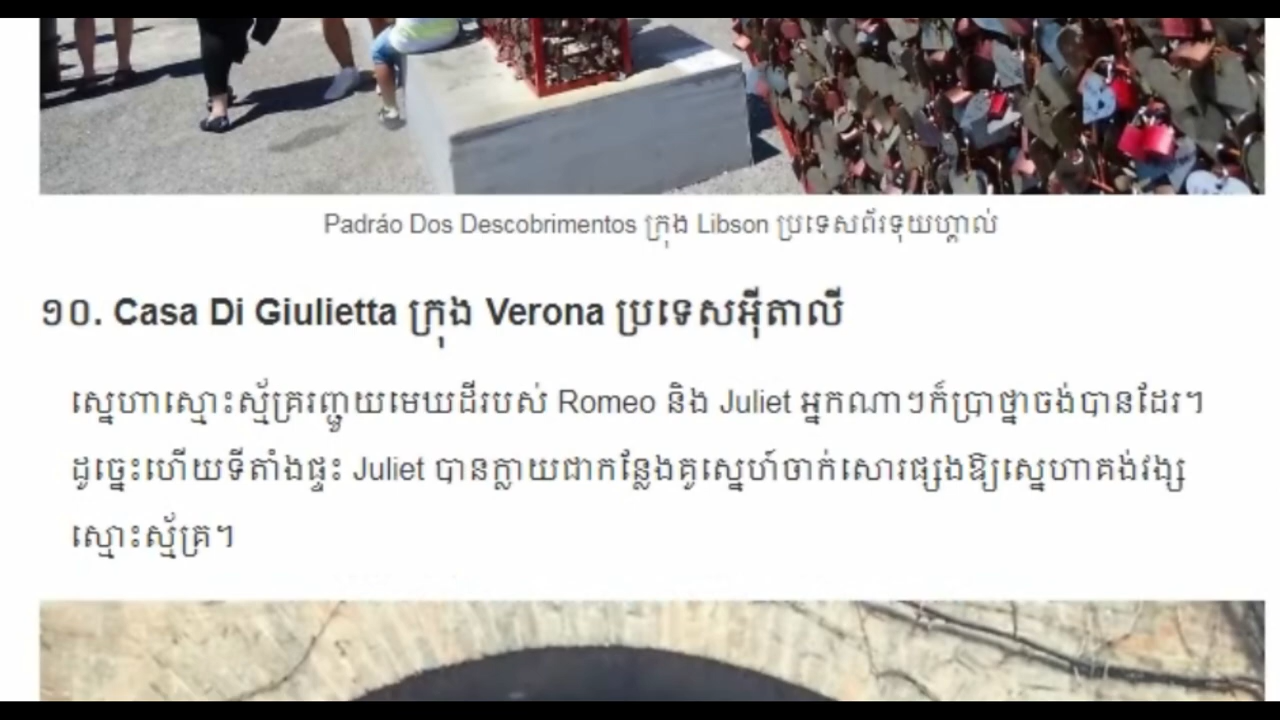 Padráo Dos Descobrimentos ក្រុង Libson ប្រទេសព័រទុយហ្គាល់
១០. Casa Di Giulietta ក្រុង Verona ប្រទេសអ៊ីតាលី
ស្នេហាស្មោះស្ម័គ្ររញ្ជួយមេឃដីរបស់ Romeo និង Juliet អ្នកណាៗក៏ប្រាថ្នាចង់បានដែរ។
ដូច្នេះហើយទីតាំងផ្ទះ Juliet បានក្លាយជាកន្លែងគូស្នេហ៍ចាក់សោរផ្សងឱ្យស្នេហាគង់វង្ស
ស្មោះស្ម័គ្រ។